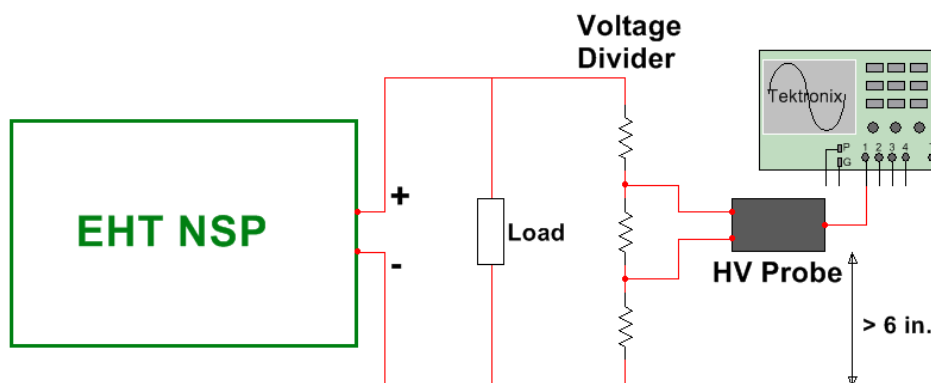 Voltage
Divider
Tektronix
P
G
1 2 3 4
+
EHT NSP
-
Load
HV Probe
> 6 in.